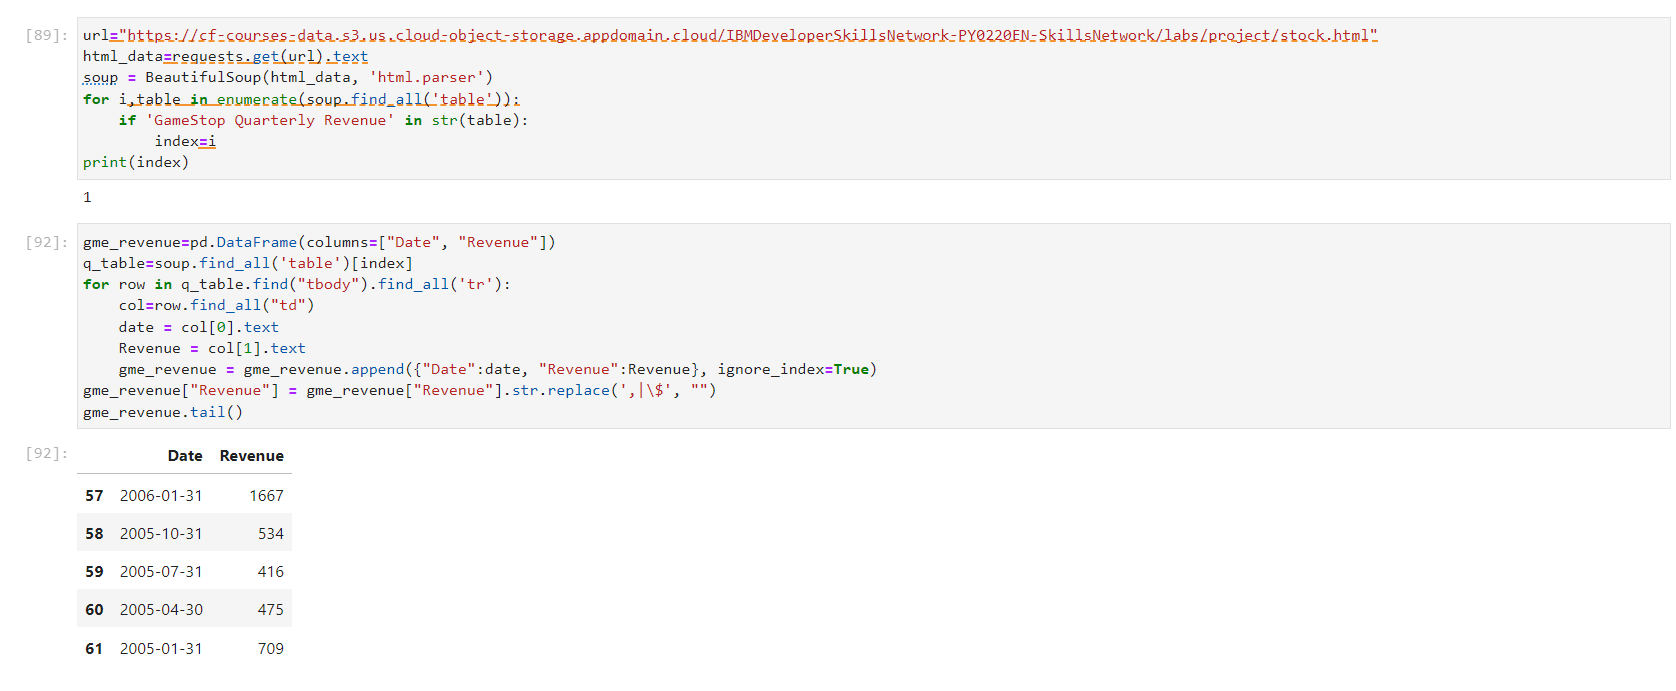 [89]: url="https://cf-courses-data.s3.us.cloud-object-storage.appdomain.cloud/IBMDeveloperSkillsNetwork-PY0220EN-SkillsNetwork/labs/project/stock.html"
html_data=requests.get(url).text
soup = BeautifulSoup(html_data, 'html.parser')
for i,table in enumerate(soup.find_all('table')):
    if 'GameStop Quarterly Revenue' in str(table):
        index=i
print(index)
1
[92]: gme_revenue=pd.DataFrame(columns=["Date", "Revenue"])
q_table=soup.find_all('table')[index]
for row in q_table.find("tbody").find_all('tr'):
    col=row.find_all("td")
    date = col[0].text
    Revenue = col[1].text
    gme_revenue = gme_revenue.append({"Date":date, "Revenue":Revenue}, ignore_index=True)
gme_revenue["Revenue"] = gme_revenue["Revenue"].str.replace(',|\$', "")
gme_revenue.tail()
[92]: Date Revenue
57 2006-01-31 1667
58 2005-10-31 534
59 2005-07-31 416
60 2005-04-30 475
61 2005-01-31 709